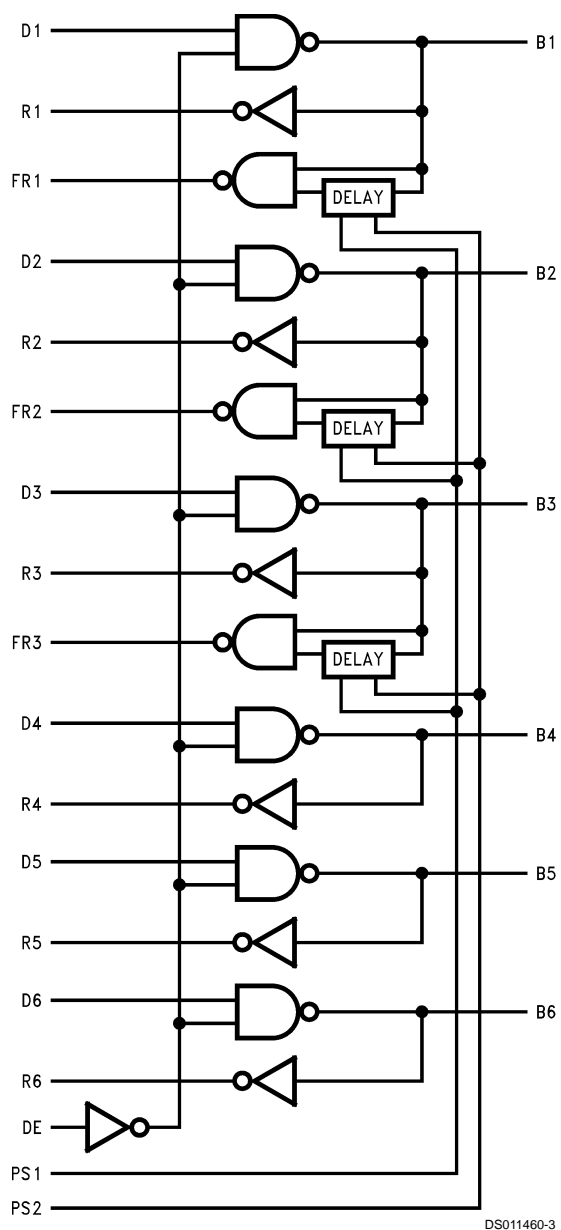 D1
B1
R1
FR1
DELAY
D2
B2
R2
FR2
DELAY
D3
B3
R3
FR3
DELAY
D4
B4
R4
D5
B5
R5
D6
B6
R6
DE
PS1
PS2
DS011460-3